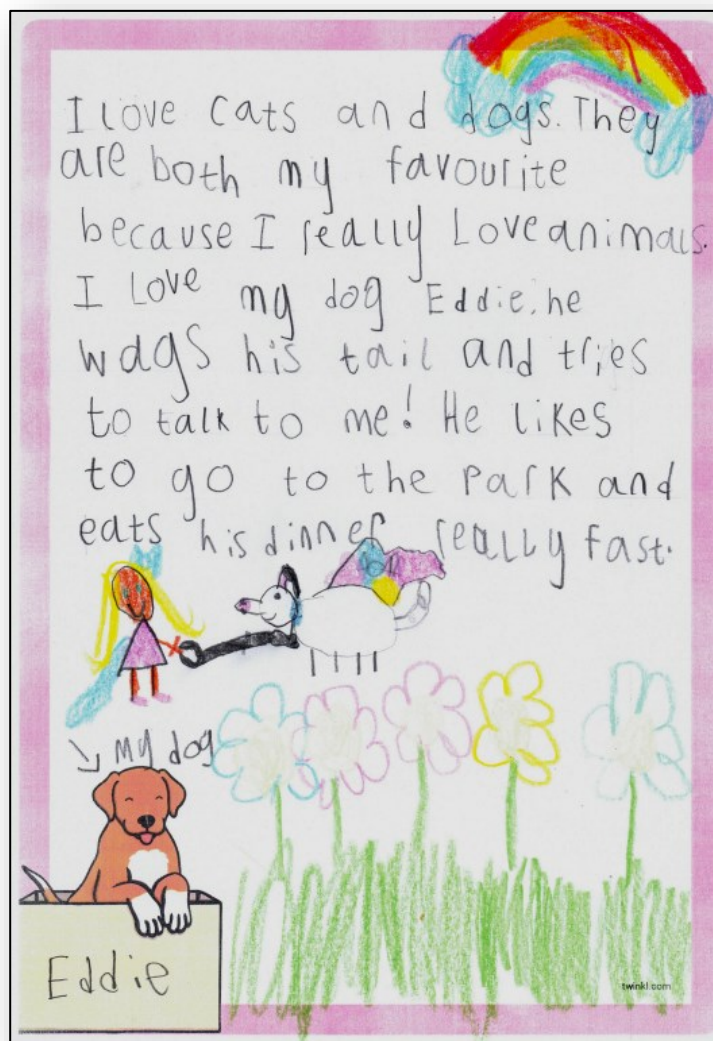 I love cats and dogs. They
are both my favourite
because I really Love animals.
I Love my dog Eddie. he
wags his tail and tries
to talk to me! He likes
to go to the park and
eats his dinner really fast.
my dog
Eddie
twinkl.com